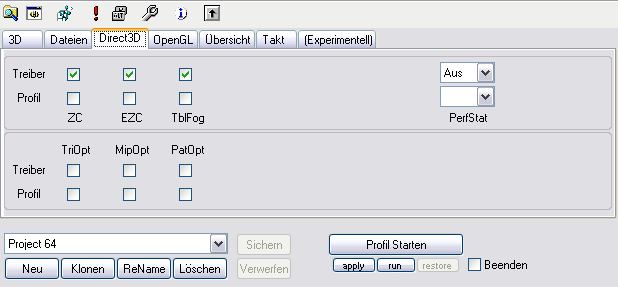 3D Dateien Direct3D OpenGL Übersicht Takt (Experimentell)
Treiber Aus
Profil
ZC EZC TblFog PerfStat
TriOpt MipOpt PatOpt
Treiber
Profil
Project 64 Sichern Profil Starten
Neu Klonen ReName Löschen Verwerfen apply run restore Beenden